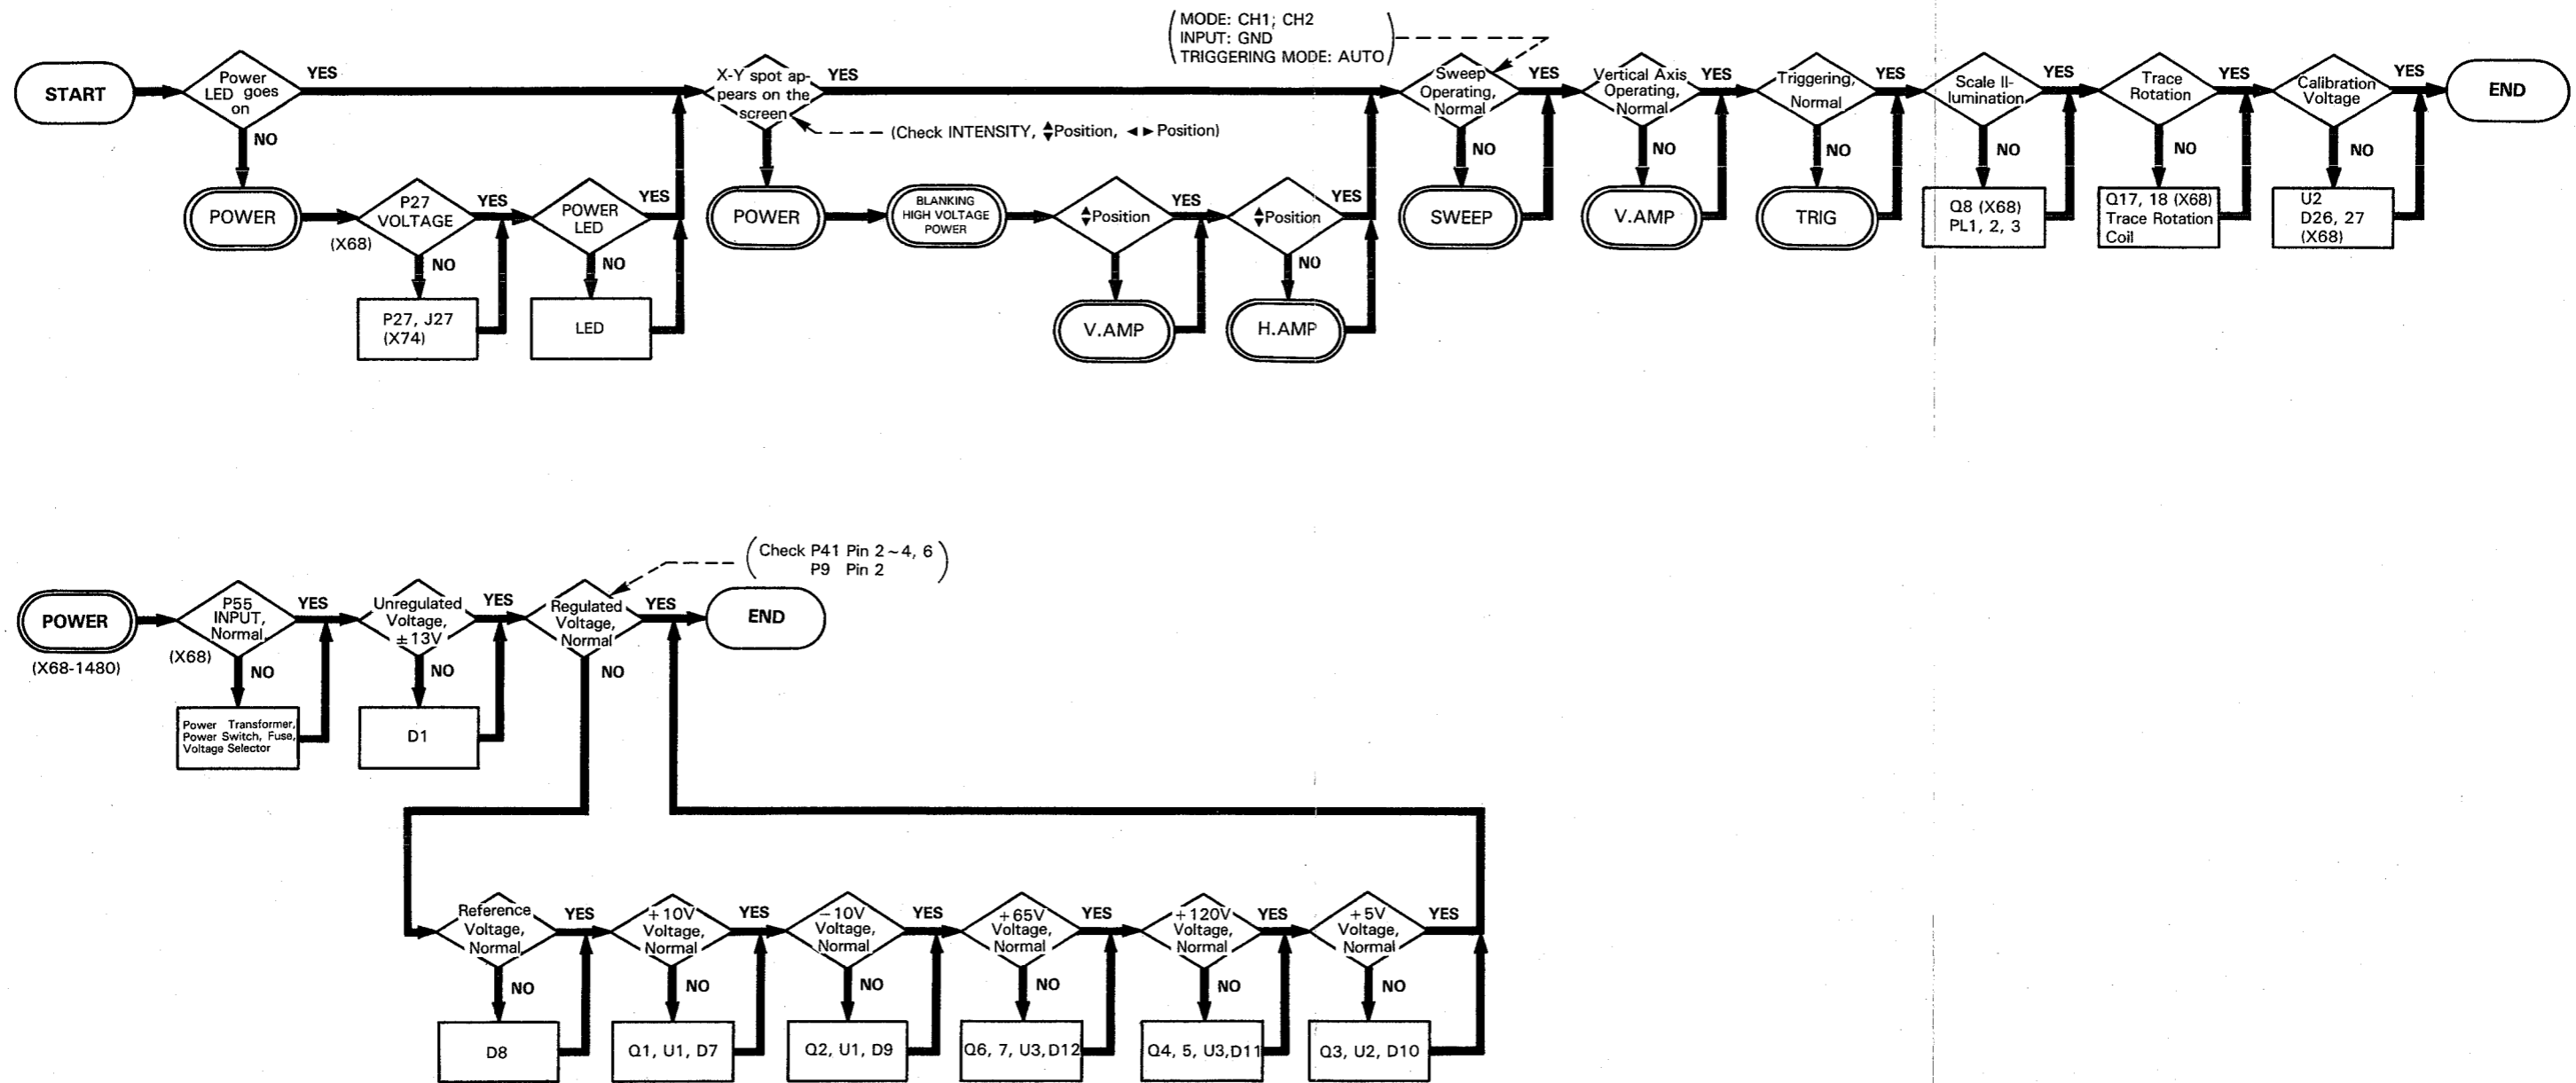 MODE: CH1; CH2
INPUT: GND
TRIGGERING MODE: AUTO
START
Power
LED goes
on
YES
NO
X-Y spot ap-
pears on the
screen
YES
(Check INTENSITY, ▲▼Position, ◄►Position)
Sweep
Operating,
Normal
YES
NO
Vertical Axis
Operating,
Normal
YES
NO
Triggering,
Normal
YES
NO
Scale Il-
lumination
YES
NO
Trace
Rotation
YES
NO
Calibration
Voltage
YES
NO
END
POWER
P27
VOLTAGE
(X68)
YES
NO
POWER
LED
YES
NO
POWER
BLANKING
HIGH VOLTAGE
POWER
▲▼Position
YES
▲▼Position
YES
NO
SWEEP
V.AMP
TRIG
Q8 (X68)
PL1, 2, 3
Q17, 18 (X68)
Trace Rotation
Coil
U2
D26, 27
(X68)
P27, J27
(X74)
LED
V.AMP
H.AMP
(Check P41 Pin 2~4, 6
P9 Pin 2)
POWER
(X68-1480)
P55
INPUT,
Normal
(X68)
YES
NO
Unregulated
Voltage,
±13V
YES
NO
Regulated
Voltage,
Normal
YES
NO
END
Power Transformer,
Power Switch, Fuse,
Voltage Selector
D1
Reference
Voltage,
Normal
YES
NO
+10V
Voltage,
Normal
YES
NO
−10V
Voltage,
Normal
YES
NO
+65V
Voltage,
Normal
YES
NO
+120V
Voltage,
Normal
YES
NO
+5V
Voltage,
Normal
YES
NO
D8
Q1, U1, D7
Q2, U1, D9
Q6, 7, U3,D12
Q4, 5, U3,D11
Q3, U2, D10